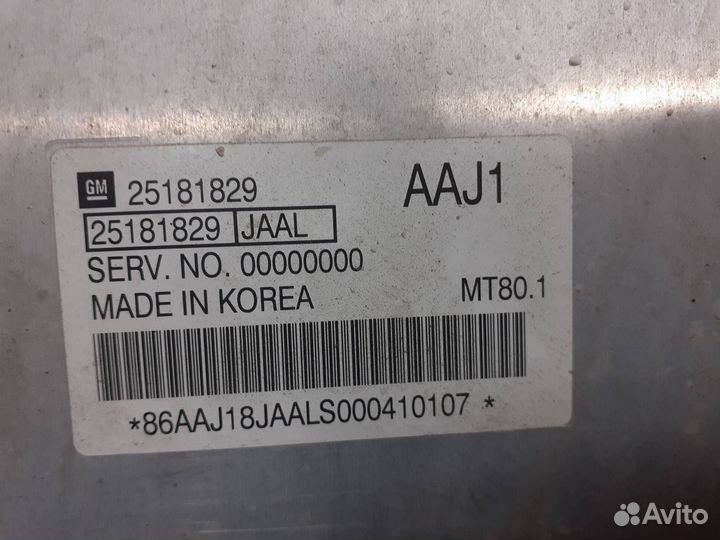 GM 25181829 AAJ1
25181829 JAAL
SERV. NO. 00000000
MADE IN KOREA MT80.1
*86AAJ18JAALS000410107 *
Avito